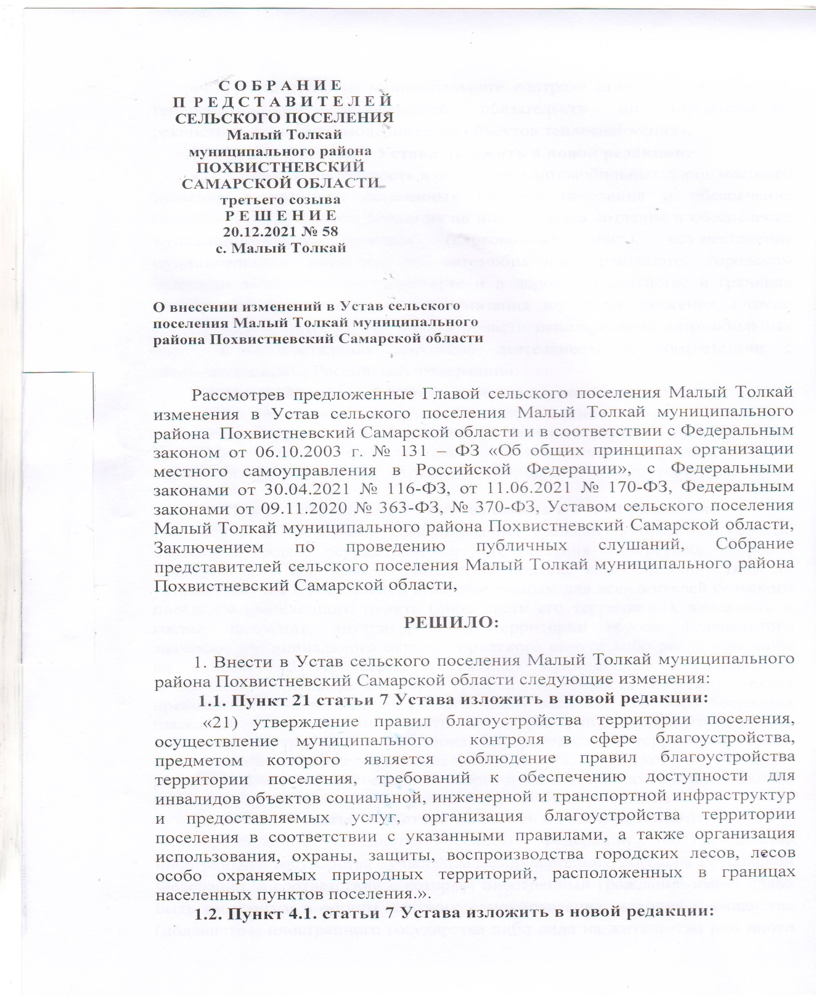 С О Б Р А Н И Е
П Р Е Д С Т А В И Т Е Л Е Й
СЕЛЬСКОГО ПОСЕЛЕНИЯ
Малый Толкай
муниципального района
ПОХВИСТНЕВСКИЙ
САМАРСКОЙ ОБЛАСТИ
третьего созыва
Р Е Ш Е Н И Е
20.12.2021 № 58
с. Малый Толкай
О внесении изменений в Устав сельского
поселения Малый Толкай муниципального
района Похвистневский Самарской области
Рассмотрев предложенные Главой сельского поселения Малый Толкай
изменения в Устав сельского поселения Малый Толкай муниципального
района Похвистневский Самарской области и в соответствии с Федеральным
законом от 06.10.2003 г. № 131 – ФЗ «Об общих принципах организации
местного самоуправления в Российской Федерации», с Федеральными
законами от 30.04.2021 № 116-ФЗ, от 11.06.2021 № 170-ФЗ, Федеральным
законами от 09.11.2020 № 363-ФЗ, № 370-ФЗ, Уставом сельского поселения
Малый Толкай муниципального района Похвистневский Самарской области,
Заключением по проведению публичных слушаний, Собрание
представителей сельского поселения Малый Толкай муниципального района
Похвистневский Самарской области,
РЕШИЛО:
1. Внести в Устав сельского поселения Малый Толкай муниципального
района Похвистневский Самарской области следующие изменения:
1.1. Пункт 21 статьи 7 Устава изложить в новой редакции:
«21) утверждение правил благоустройства территории поселения,
осуществление муниципального контроля в сфере благоустройства,
предметом которого является соблюдение правил благоустройства
территории поселения, требований к обеспечению доступности для
инвалидов объектов социальной, инженерной и транспортной инфраструктур
и предоставляемых услуг, организация благоустройства территории
поселения в соответствии с указанными правилами, а также организация
использования, охраны, защиты, воспроизводства городских лесов, лесов
особо охраняемых природных территорий, расположенных в границах
населенных пунктов поселения.».
1.2. Пункт 4.1. статьи 7 Устава изложить в новой редакции: